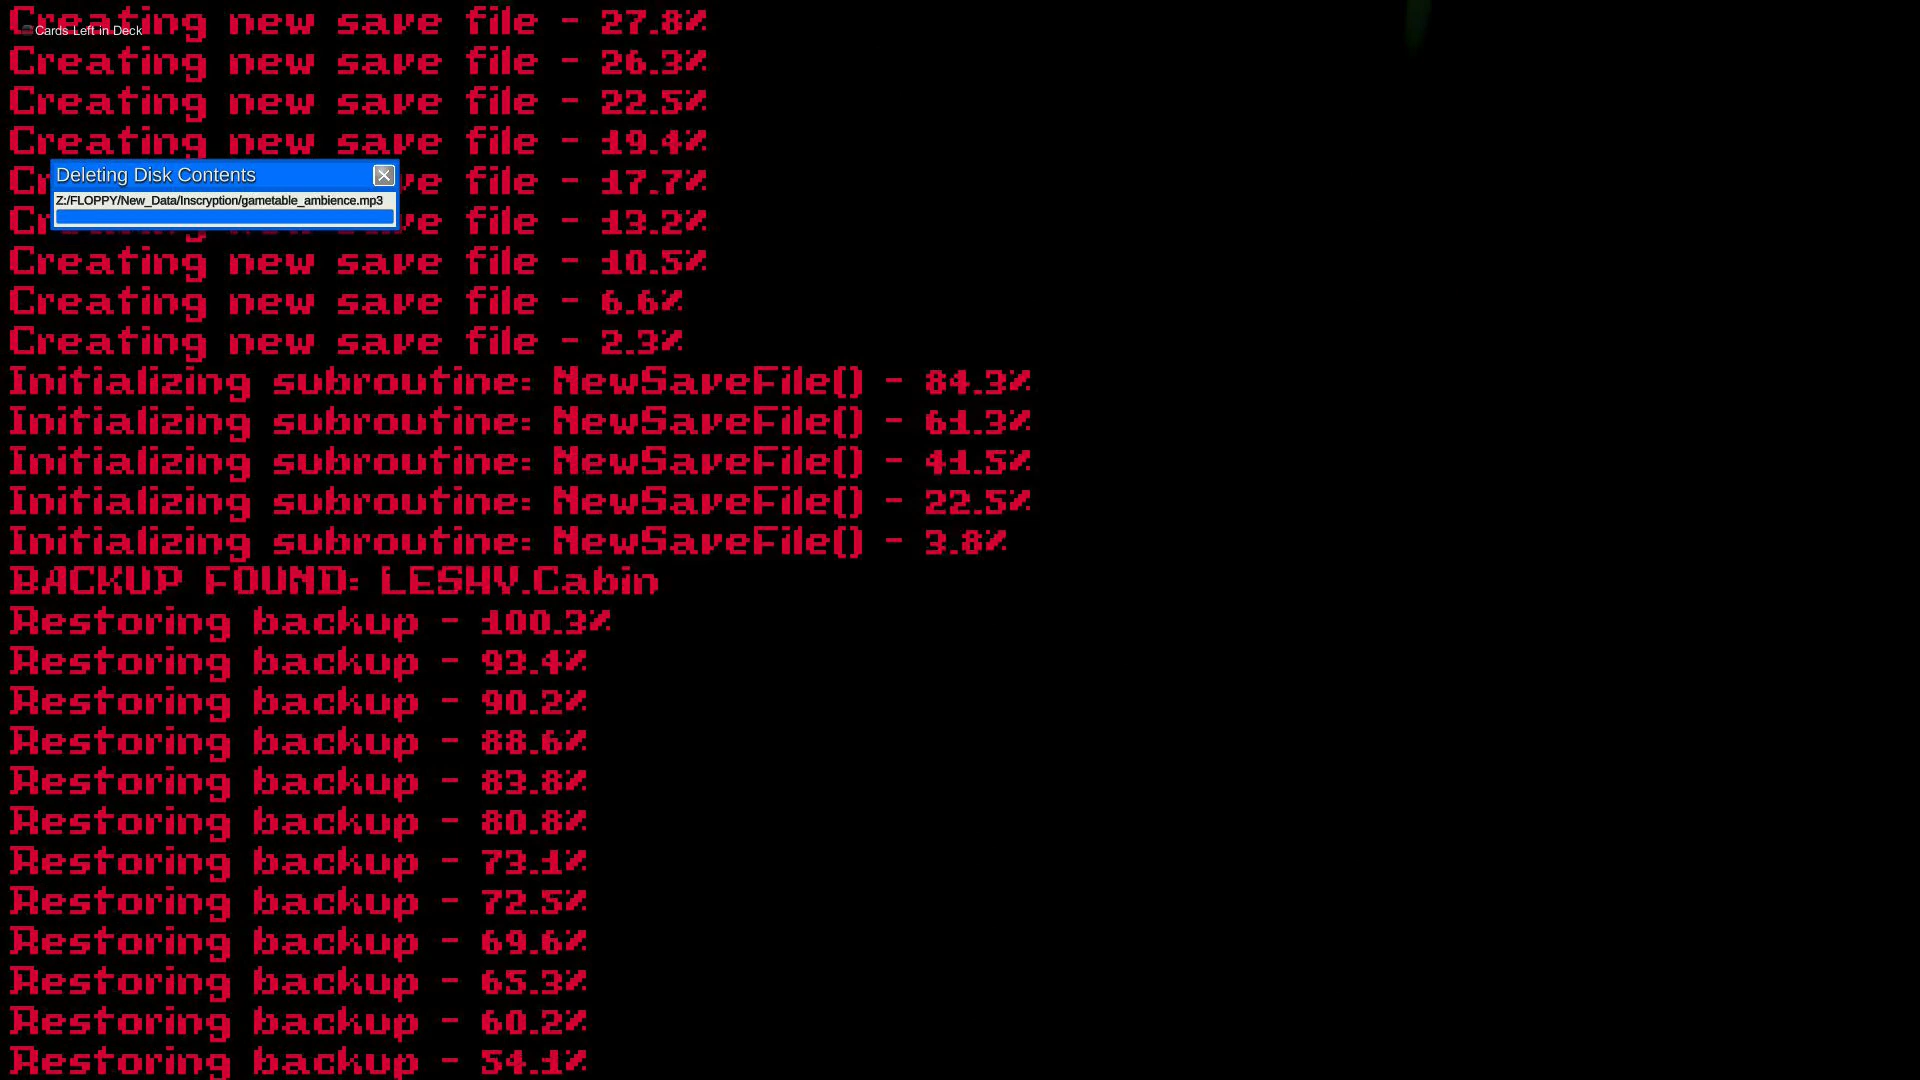 Creating new save file - 27.8%
Cards Left in Deck
Creating new save file - 26.3%
Creating new save file - 22.5%
Creating new save file - 19.4%
Deleting Disk Contents
Cr ve file - 17.7%
Z:/FLOPPY/New_Data/Inscryption/gametable_ambience.mp3
Cr ve file - 13.2%
Creating new save file - 10.5%
Creating new save file - 6.6%
Creating new save file - 2.3%
Initializing subroutine: NewSaveFile() - 84.3%
Initializing subroutine: NewSaveFile() - 61.3%
Initializing subroutine: NewSaveFile() - 41.5%
Initializing subroutine: NewSaveFile() - 22.5%
Initializing subroutine: NewSaveFile() - 3.8%
BACKUP FOUND: LESHV.Cabin
Restoring backup - 100.3%
Restoring backup - 93.4%
Restoring backup - 90.2%
Restoring backup - 88.6%
Restoring backup - 83.8%
Restoring backup - 80.8%
Restoring backup - 73.1%
Restoring backup - 72.5%
Restoring backup - 69.6%
Restoring backup - 65.3%
Restoring backup - 60.2%
Restoring backup - 54.1%